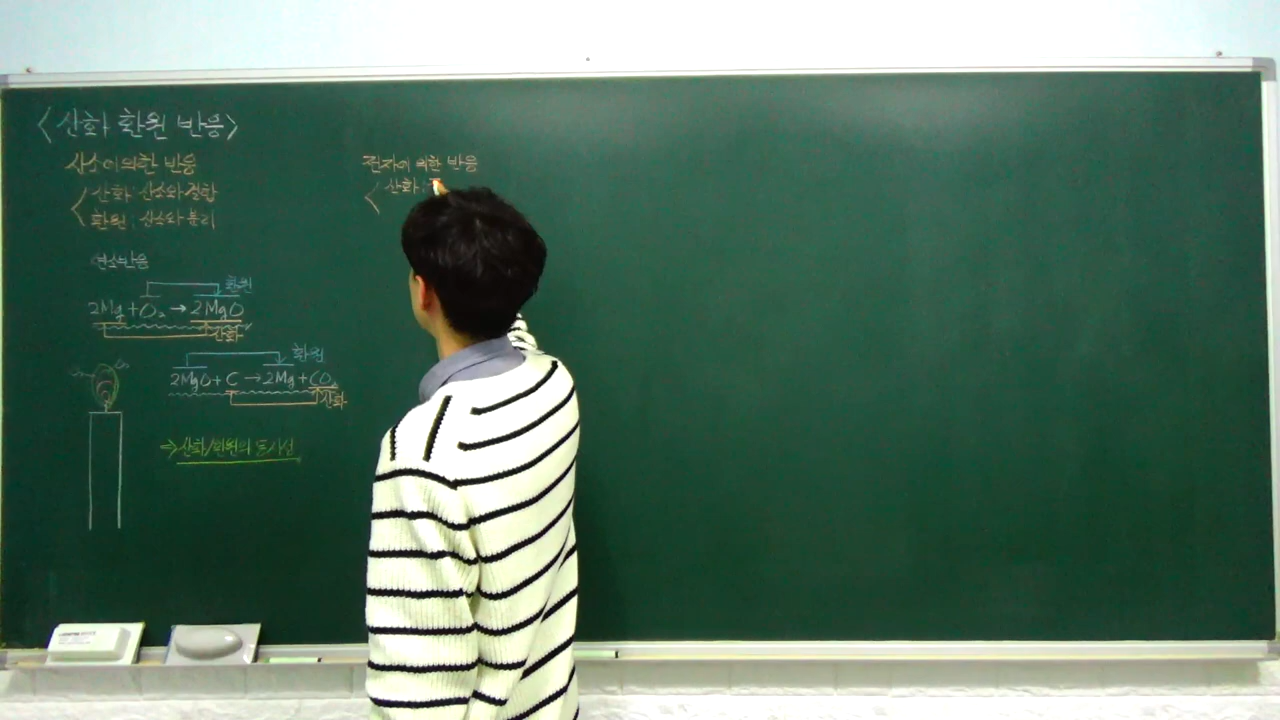 <산화 환원 반응>
산소에 의한 반응
산화 : 산소와 결합
환원 : 산소와 분리
연소반응
환원
2Mg + O₂ → 2MgO
산화
환원
2MgO + C → 2Mg + CO₂
산화
⇒ 산화/환원의 동시성
전자에 의한 반응
산화 :